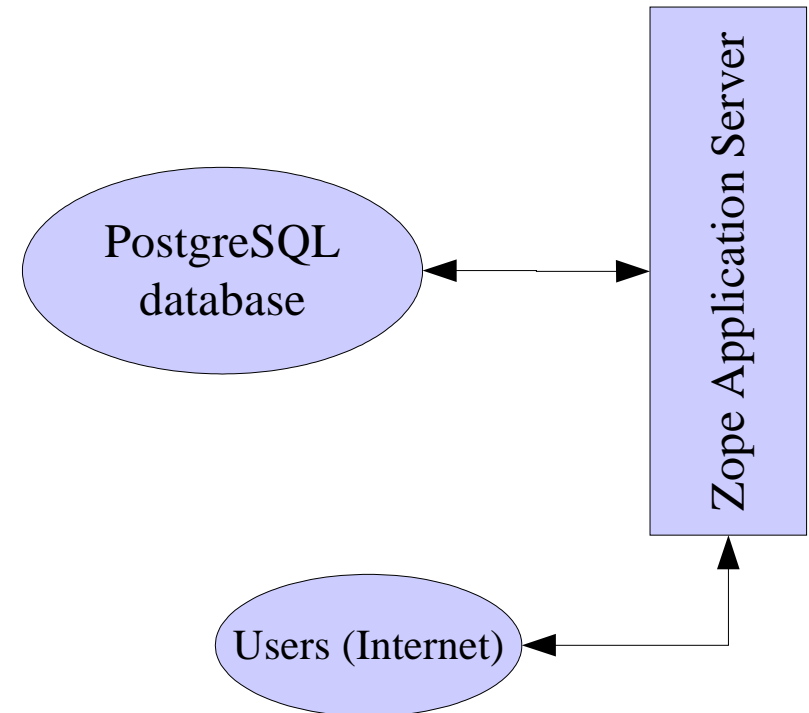 PostgreSQL
database
Zope Application Server
Users (Internet)